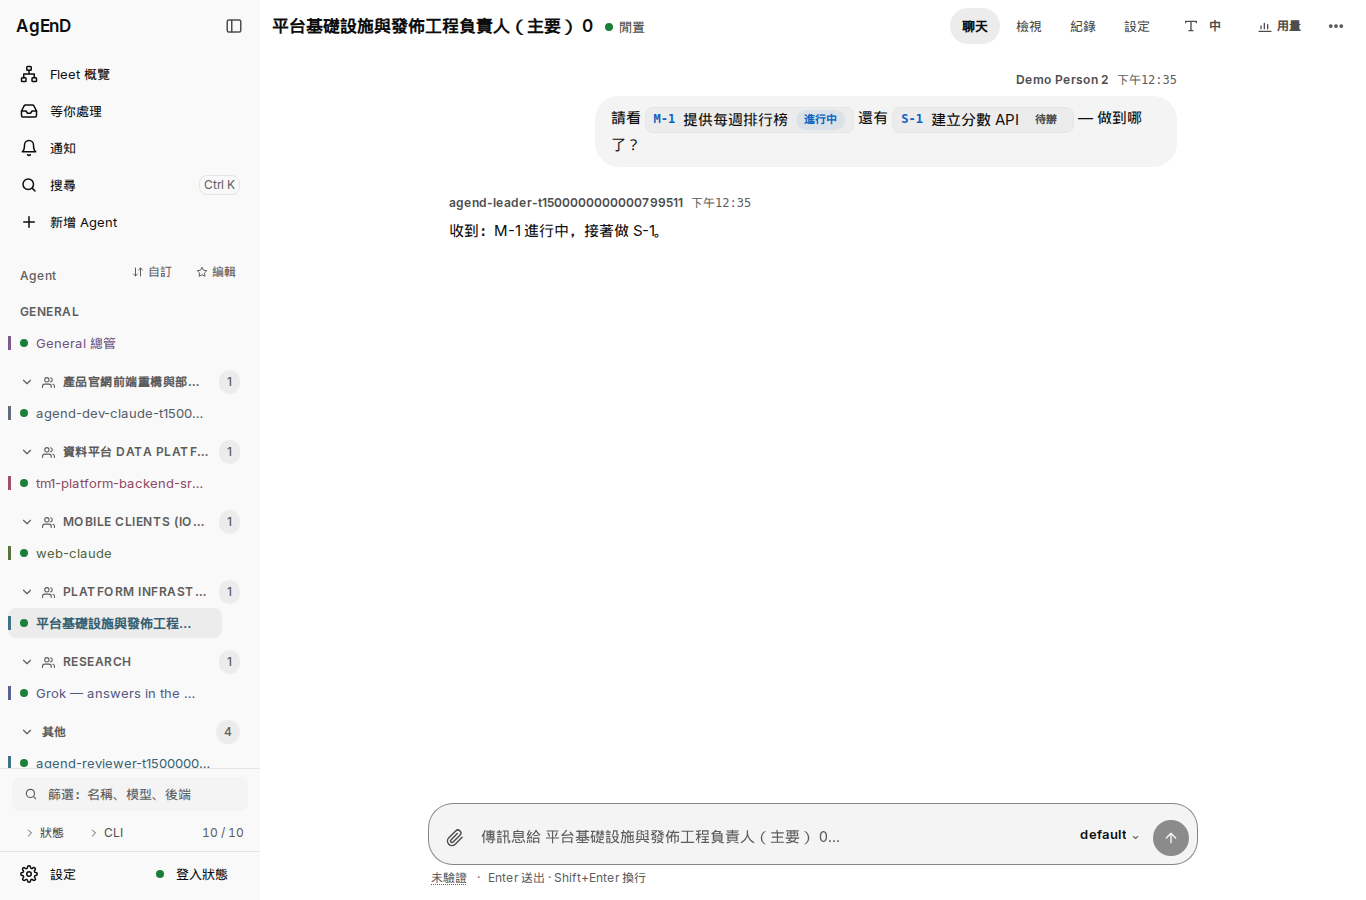 AgEnD
Fleet 概覽
等你處理
通知
搜尋 Ctrl K
新增 Agent
Agent 自訂 編輯
GENERAL
General 總管
產品官網前端重構與部... 1
agend-dev-claude-t1500...
資料平台 DATA PLATF... 1
tm1-platform-backend-sr...
MOBILE CLIENTS (IO... 1
web-claude
PLATFORM INFRAST... 1
平台基礎設施與發佈工程...
RESEARCH 1
Grok — answers in the ...
其他 4
agend-reviewer-t1500000...
篩選：名稱、模型、後端
狀態 CLI 10 / 10
設定 登入狀態
平台基礎設施與發佈工程負責人（主要）0 閒置
聊天 檢視 紀錄 設定 中 用量
Demo Person 2 下午12:35
請看 M-1 提供每週排行榜 進行中 還有 S-1 建立分數 API 待辦 — 做到哪
了？
agend-leader-t1500000000000799511 下午12:35
收到：M-1 進行中，接著做 S-1。
傳訊息給 平台基礎設施與發佈工程負責人（主要）0...
default
未驗證 · Enter 送出 · Shift+Enter 換行